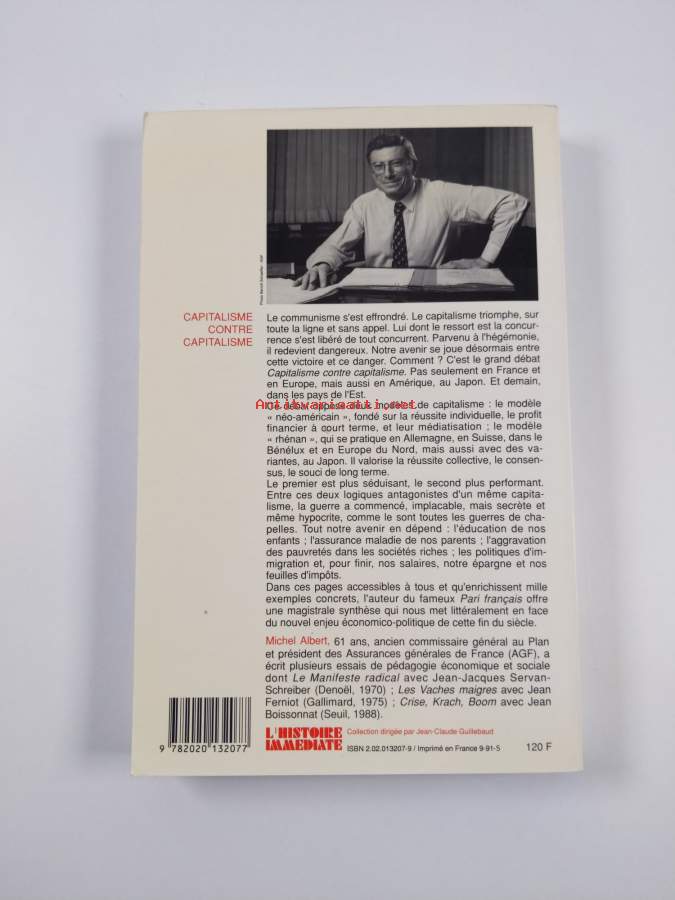 CAPITALISME
CONTRE
CAPITALISME
Le communisme s'est effrondré. Le capitalisme triomphe, sur
toute la ligne et sans appel. Lui dont le ressort est la concur-
rence s'est libéré de tout concurrent. Parvenu à l'hégémonie,
il redevient dangereux. Notre avenir se joue désormais entre
cette victoire et ce danger. Comment ? C'est le grand débat
Capitalisme contre capitalisme. Pas seulement en France et
en Europe, mais aussi en Amérique, au Japon. Et demain,
dans les pays de l'Est.
Antikvariaatti.net
Ce débat oppose deux modèles de capitalisme : le modèle
« néo-américain », fondé sur la réussite individuelle, le profit
financier à court terme, et leur médiatisation ; le modèle
« rhénan », qui se pratique en Allemagne, en Suisse, dans le
Bénélux et en Europe du Nord, mais aussi avec des va-
riantes, au Japon. Il valorise la réussite collective, le consen-
sus, le souci de long terme.
Le premier est plus séduisant, le second plus performant.
Entre ces deux logiques antagonistes d'un même capita-
lisme, la guerre a commencé, implacable, mais secrète et
même hypocrite, comme le sont toutes les guerres de cha-
pelles. Tout notre avenir en dépend : l'éducation de nos
enfants ; l'assurance maladie de nos parents ; l'aggravation
des pauvretés dans les sociétés riches ; les politiques d'im-
migration et, pour finir, nos salaires, notre épargne et nos
feuilles d'impôts.
Dans ces pages accessibles à tous et qu'enrichissent mille
exemples concrets, l'auteur du fameux Pari français offre
une magistrale synthèse qui nous met littéralement en face
du nouvel enjeu économico-politique de cette fin du siècle.
Michel Albert, 61 ans, ancien commissaire général au Plan
et président des Assurances générales de France (AGF), a
écrit plusieurs essais de pédagogie économique et sociale
dont Le Manifeste radical avec Jean-Jacques Servan-
Schreiber (Denoël, 1970) ; Les Vaches maigres avec Jean
Ferniot (Gallimard, 1975) ; Crise, Krach, Boom avec Jean
Boissonnat (Seuil, 1988).
L'HISTOIRE
IMMÉDIATE
Collection dirigée par Jean-Claude Guillebaud
ISBN 2.02.013207-9 / Imprimé en France 9-91-5
120 F
9 782020 132077